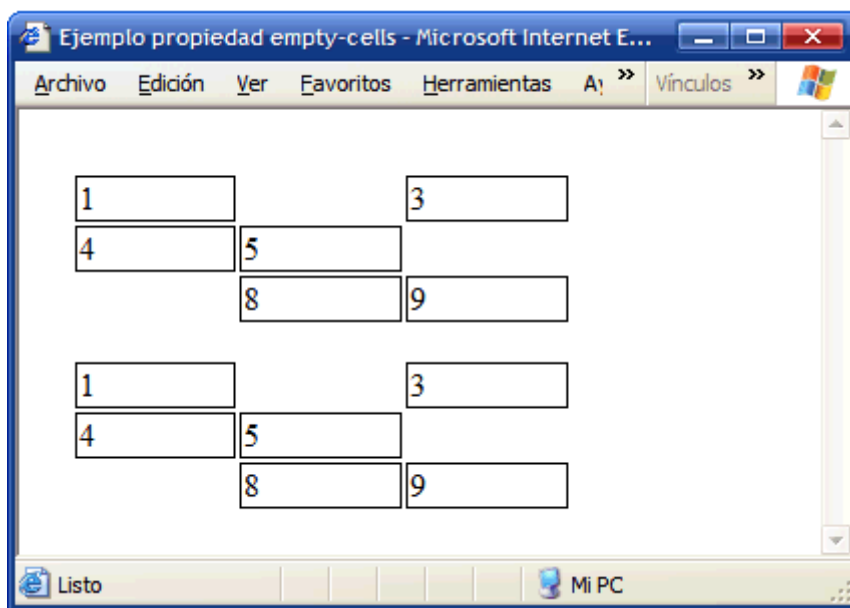 Ejemplo propiedad empty-cells - Microsoft Internet E...
Archivo Edición Ver Favoritos Herramientas Ay » Vínculos »
1 3
4 5
8 9
1 3
4 5
8 9
Listo Mi PC